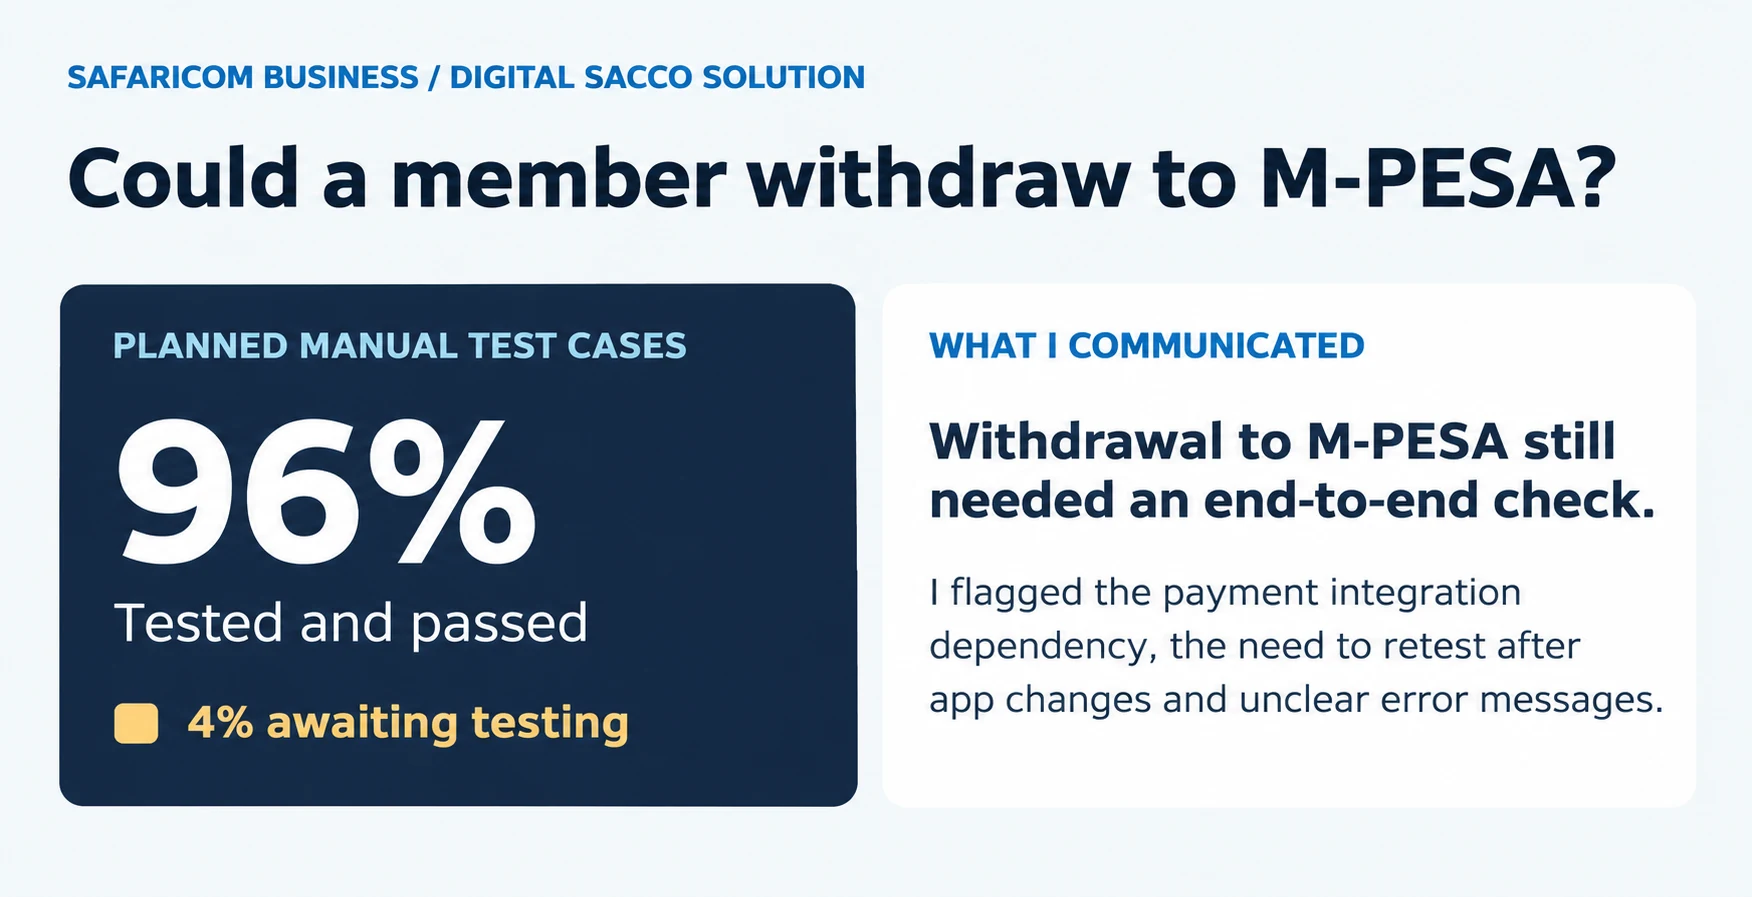 SAFARICOM BUSINESS / DIGITAL SACCO SOLUTION
Could a member withdraw to M-PESA?
PLANNED MANUAL TEST CASES
96%
Tested and passed
4% awaiting testing
WHAT I COMMUNICATED
Withdrawal to M-PESA still
needed an end-to-end check.
I flagged the payment integration
dependency, the need to retest after
app changes and unclear error messages.